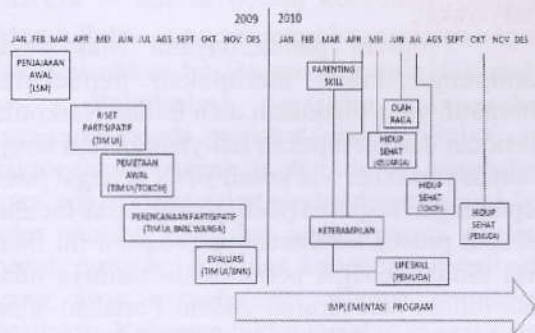 2009 2010
JAN FEB MAR APR MEI JUN JUL AGS SEPT OKT NOV DES JAN FEB MAR APR MEI JUN JUL AGS SEPT OKT NOV DES
PENJAJAKAN
AWAL
(LSM)
PARENTING
SKILL
RISET
PARTISIPATIF
(TIM UI)
OLAH
RAGA
HIDUP
SEHAT
(KELUARGA)
PEMETAAN
AWAL
(TIM UI/TOKOH)
HIDUP
SEHAT
(TOKOH)
PERENCANAAN PARTISIPATIF
(TIM UI, BNN, WARGA)
KETERAMPILAN
HIDUP
SEHAT
(PEMUDA)
EVALUASI
(TIM UI/BNN)
LIFE SKILL
(PEMUDA)
IMPLEMENTASI PROGRAM